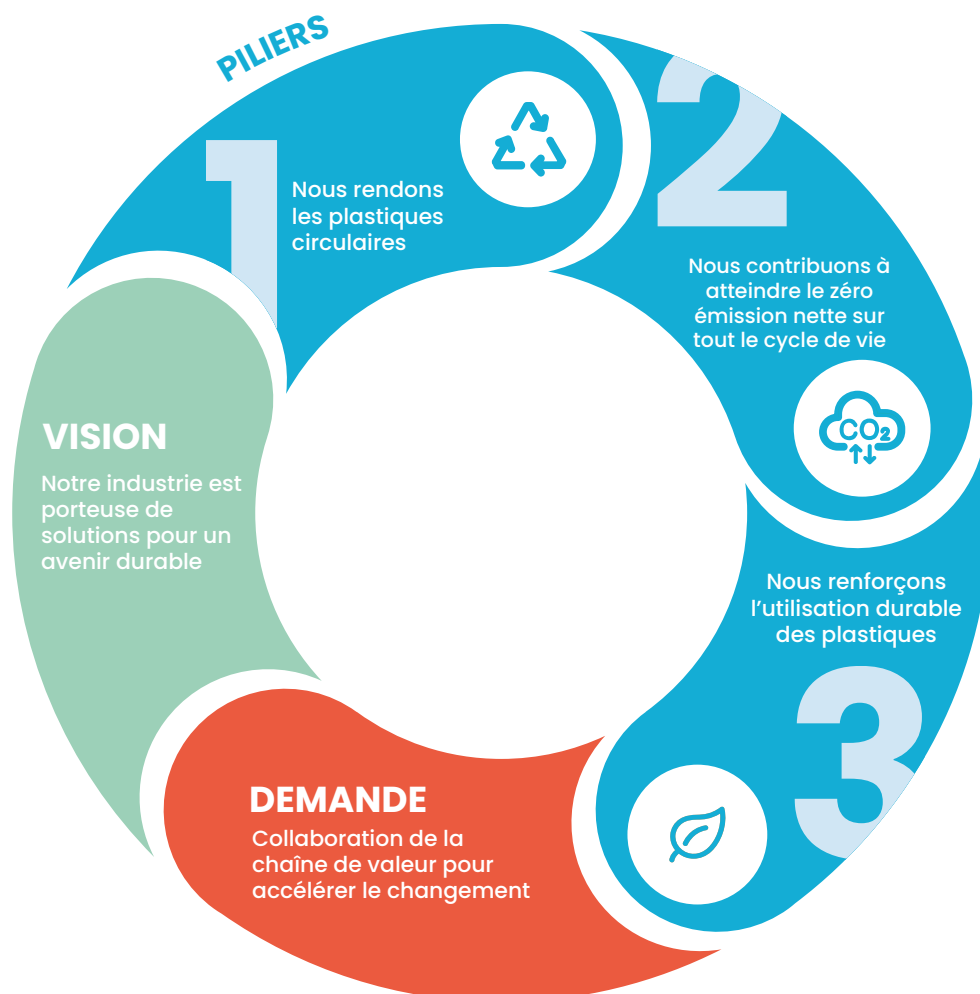 PILIERS
1
Nous rendons
les plastiques
circulaires
2
Nous contribuons à
atteindre le zéro
émission nette sur
tout le cycle de vie
CO₂
Nous renforçons
l’utilisation durable
des plastiques
3
DEMANDE
Collaboration de la
chaîne de valeur pour
accélérer le changement
VISION
Notre industrie est
porteuse de
solutions pour un
avenir durable